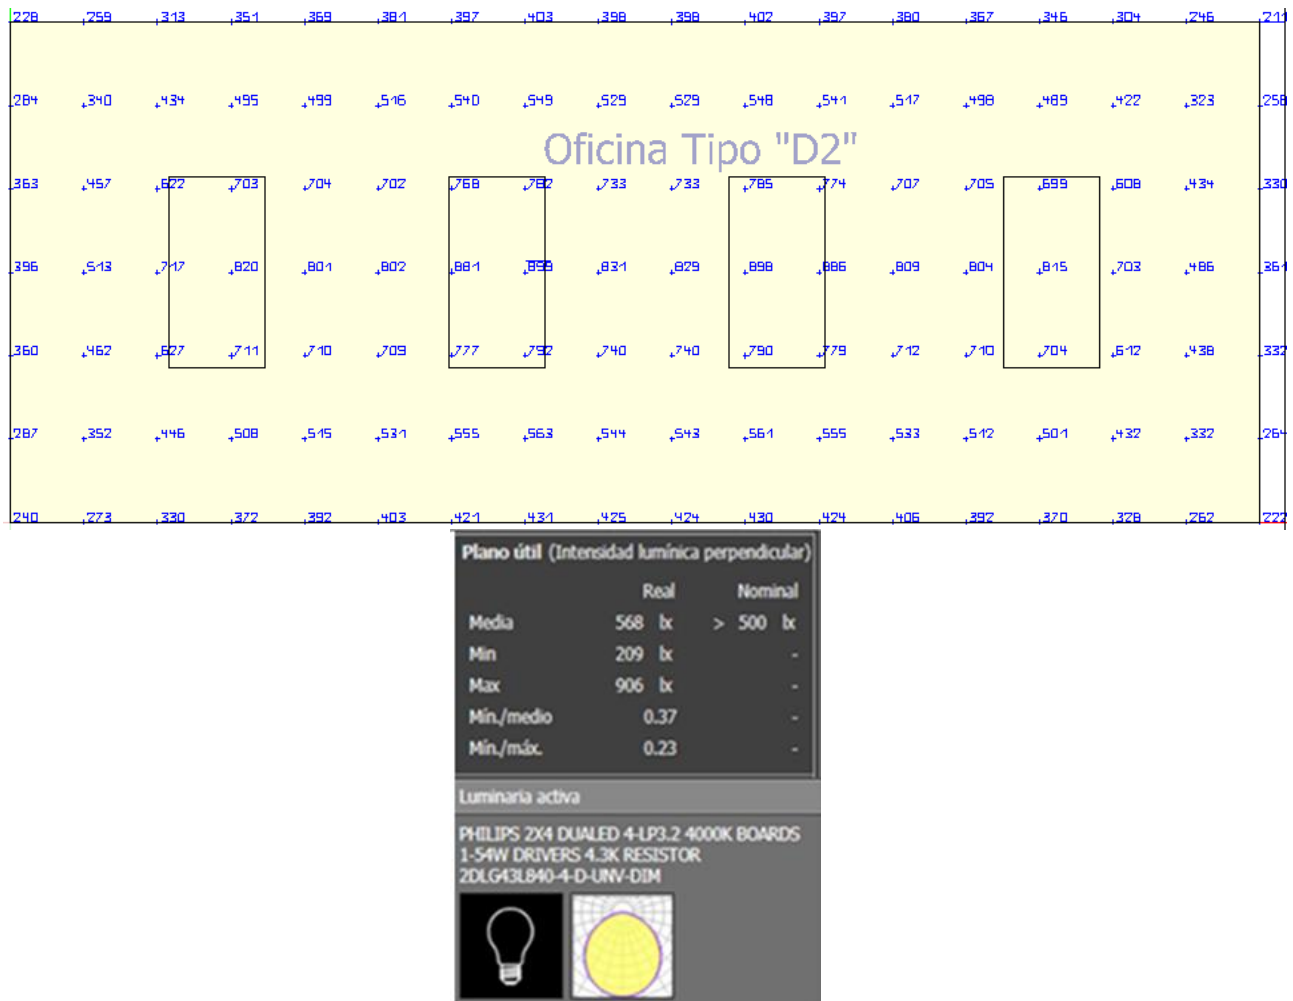 228 259 313 351 369 381 397 403 398 398 402 397 380 367 346 304 246 211
284 340 434 495 499 516 540 549 529 529 548 541 517 498 489 422 323 258
Oficina Tipo "D2"
363 457 622 703 704 702 768 782 733 733 785 774 707 705 699 608 434 330
396 513 717 820 801 802 881 899 831 829 898 886 809 804 815 703 486 361
360 462 627 711 710 709 777 792 740 740 790 779 712 710 704 612 438 332
287 352 446 508 515 531 555 563 544 543 561 555 533 512 501 432 332 264
240 273 330 372 392 403 421 431 425 424 430 424 406 392 370 328 262 222
Plano útil (Intensidad lumínica perpendicular)
Real Nominal
Media 568 lx > 500 lx
Min 209 lx -
Max 906 lx -
Mín./medio 0.37 -
Mín./máx. 0.23 -
Luminaria activa
PHILIPS 2X4 DUALED 4-LP3.2 4000K BOARDS
1-54W DRIVERS 4.3K RESISTOR
2DLG43L840-4-D-UNV-DIM